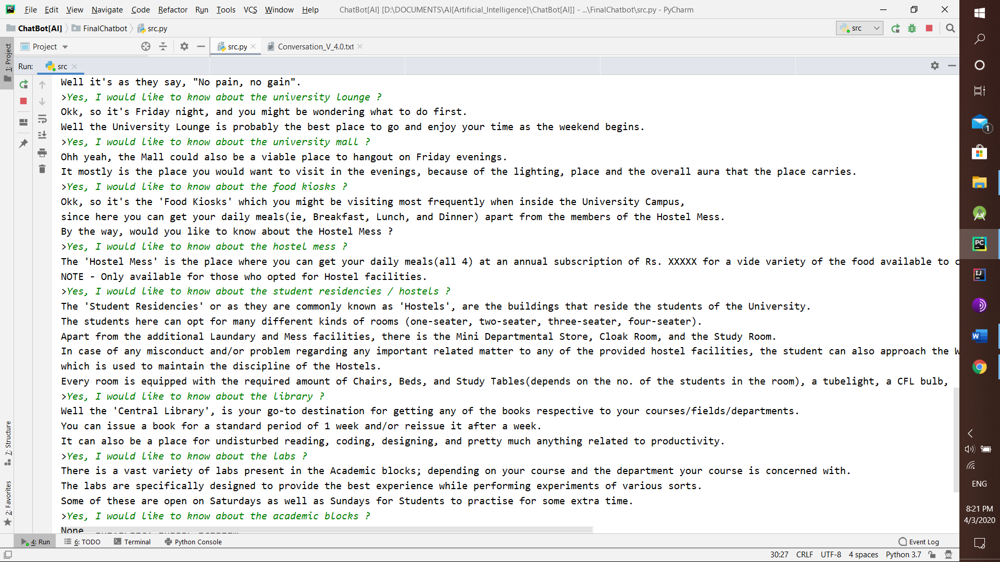 File Edit View Navigate Code Refactor Run Tools VCS Window Help ChatBot[AI] [D:\DOCUMENTS\AI[Artificial_Intelligence]\ChatBot[AI]] - ...\FinalChatbot\src.py - PyCharm
ChatBot[AI] FinalChatbot src.py src
Project src.py Conversation_V_4.0.txt
1: Project
Run: src
Well it's as they say, "No pain, no gain".
>Yes, I would like to know about the university lounge ?
Okk, so it's Friday night, and you might be wondering what to do first.
Well the University Lounge is probably the best place to go and enjoy your time as the weekend begins.
>Yes, I would like to know about the university mall ?
Ohh yeah, the Mall could also be a viable place to hangout on Friday evenings.
It mostly is the place you would want to visit in the evenings, because of the lighting, place and the overall aura that the place carries.
>Yes, I would like to know about the food kiosks ?
Okk, so it's the 'Food Kiosks' which you might be visiting most frequently when inside the University Campus,
since here you can get your daily meals(ie, Breakfast, Lunch, and Dinner) apart from the members of the Hostel Mess.
By the way, would you like to know about the Hostel Mess ?
>Yes, I would like to know about the hostel mess ?
The 'Hostel Mess' is the place where you can get your daily meals(all 4) at an annual subscription of Rs. XXXXX for a vide variety of the food available to
NOTE - Only available for those who opted for Hostel facilities.
>Yes, I would like to know about the student residencies / hostels ?
The 'Student Residencies' or as they are commonly known as 'Hostels', are the buildings that reside the students of the University.
The students here can opt for many different kinds of rooms (one-seater, two-seater, three-seater, four-seater).
Apart from the additional Laundary and Mess facilities, there is the Mini Departmental Store, Cloak Room, and the Study Room.
In case of any misconduct and/or problem regarding any important related matter to any of the provided hostel facilities, the student can also approach the
which is used to maintain the discipline of the Hostels.
Every room is equipped with the required amount of Chairs, Beds, and Study Tables(depends on the no. of the students in the room), a tubelight, a CFL bulb,
>Yes, I would like to know about the library ?
Well the 'Central Library', is your go-to destination for getting any of the books respective to your courses/fields/departments.
You can issue a book for a standard period of 1 week and/or reissue it after a week.
It can also be a place for undisturbed reading, coding, designing, and pretty much anything related to productivity.
>Yes, I would like to know about the labs ?
There is a vast variety of labs present in the Academic blocks; depending on your course and the department your course is concerned with.
The labs are specifically designed to provide the best experience while performing experiments of various sorts.
Some of these are open on Saturdays as well as Sundays for Students to practise for some extra time.
>Yes, I would like to know about the academic blocks ?
None
7: Structure
2: Favorites
4: Run 6: TODO Terminal Python Console Event Log
30:27 CRLF UTF-8 4 spaces Python 3.7
1
PC
IJ
W
ENG
8:21 PM
4/3/2020